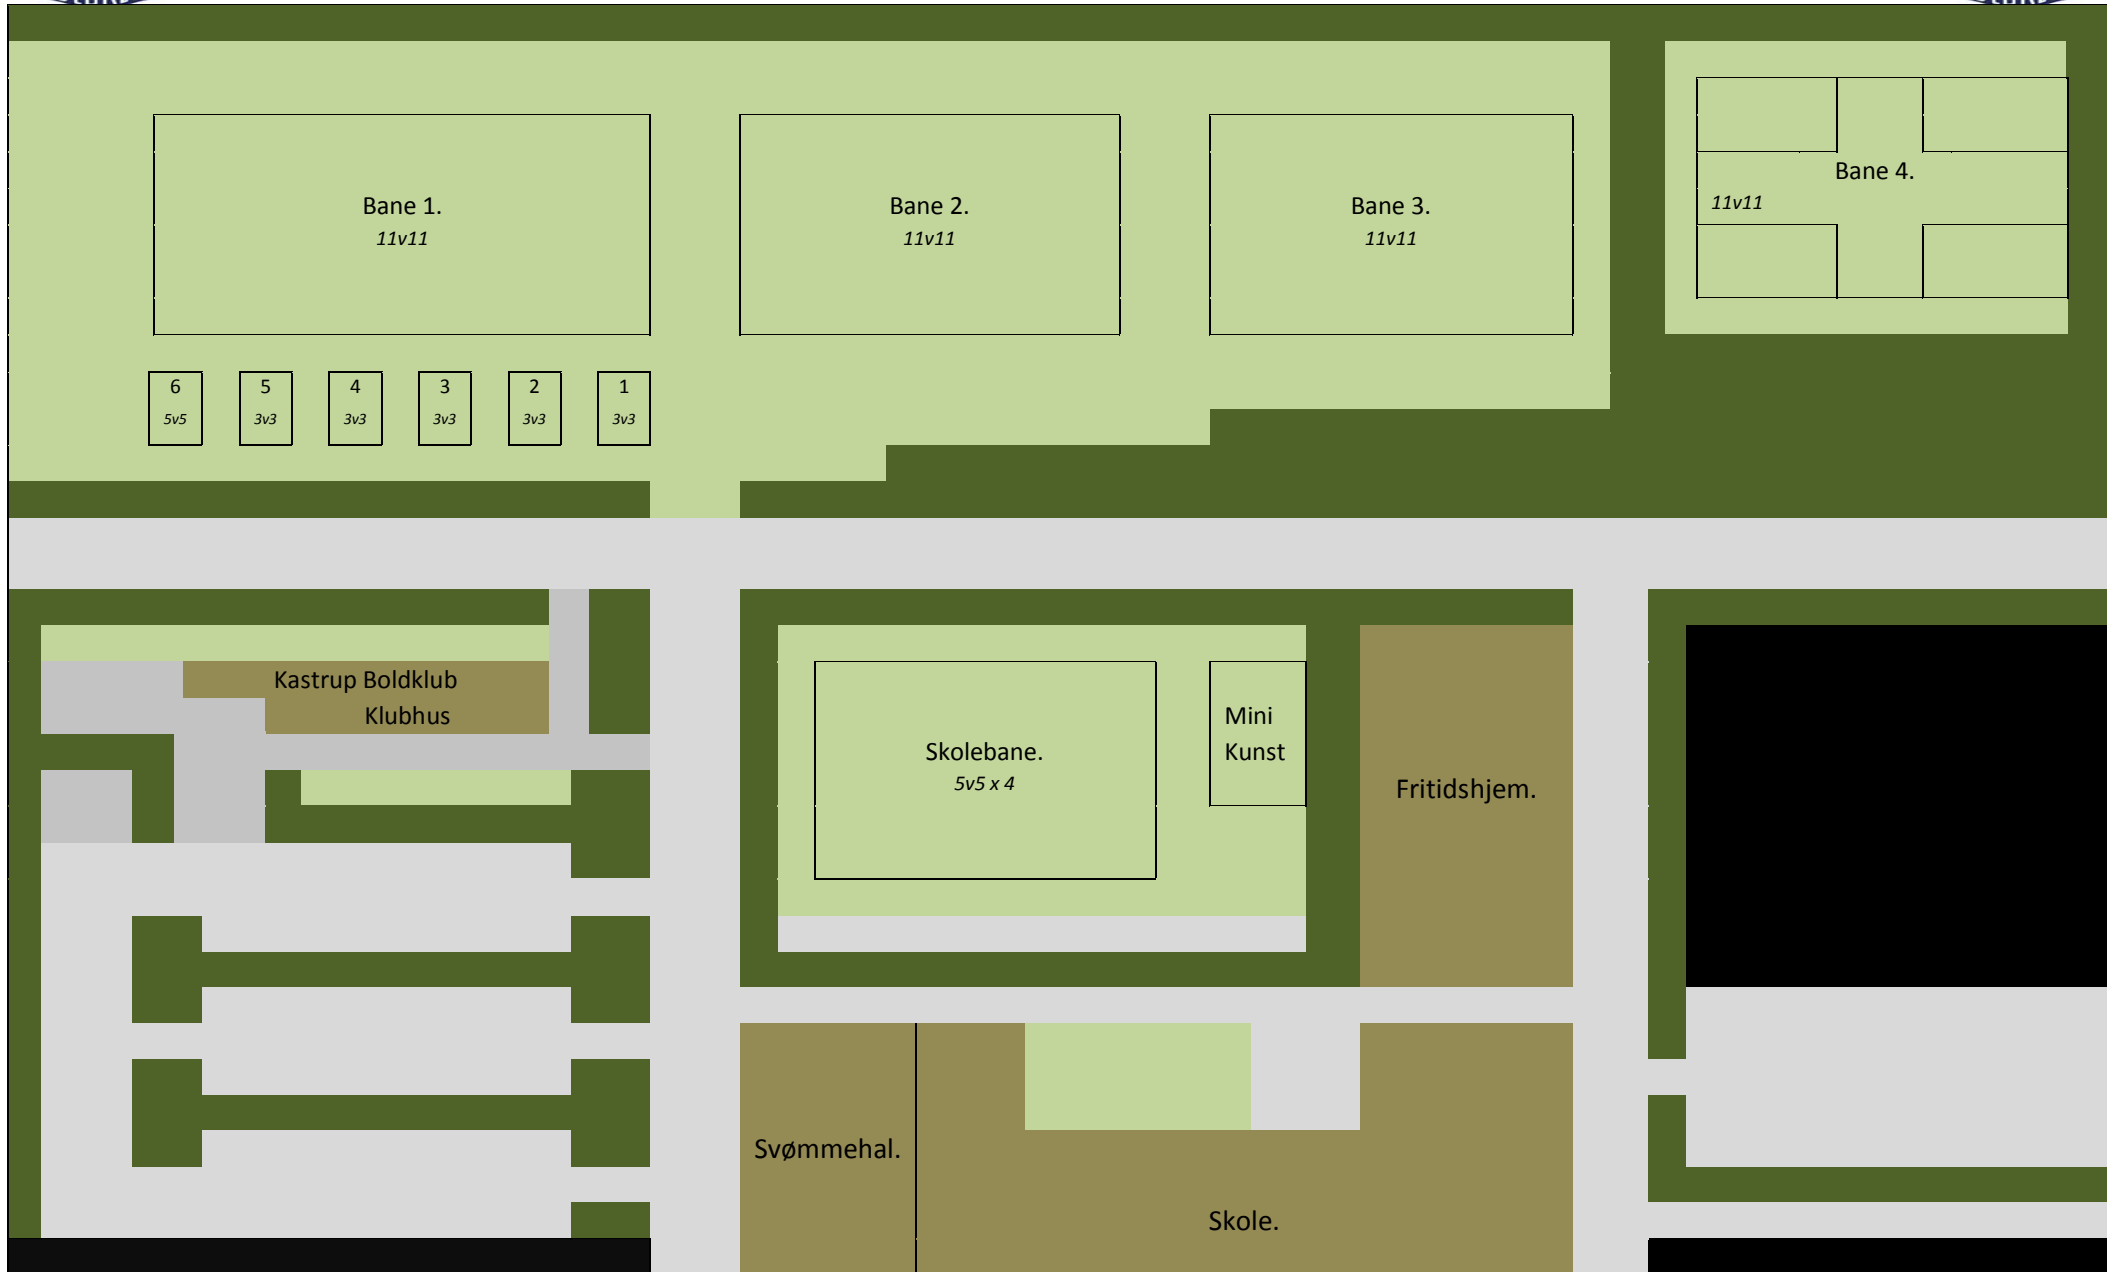 Bane 1.
11v11
Bane 2.
11v11
Bane 3.
11v11
Bane 4.
11v11
6
5v5
5
3v3
4
3v3
3
3v3
2
3v3
1
3v3
Kastrup Boldklub
Klubhus
Skolebane.
5v5 x 4
Mini
Kunst
Fritidshjem.
Svømmehal.
Skole.